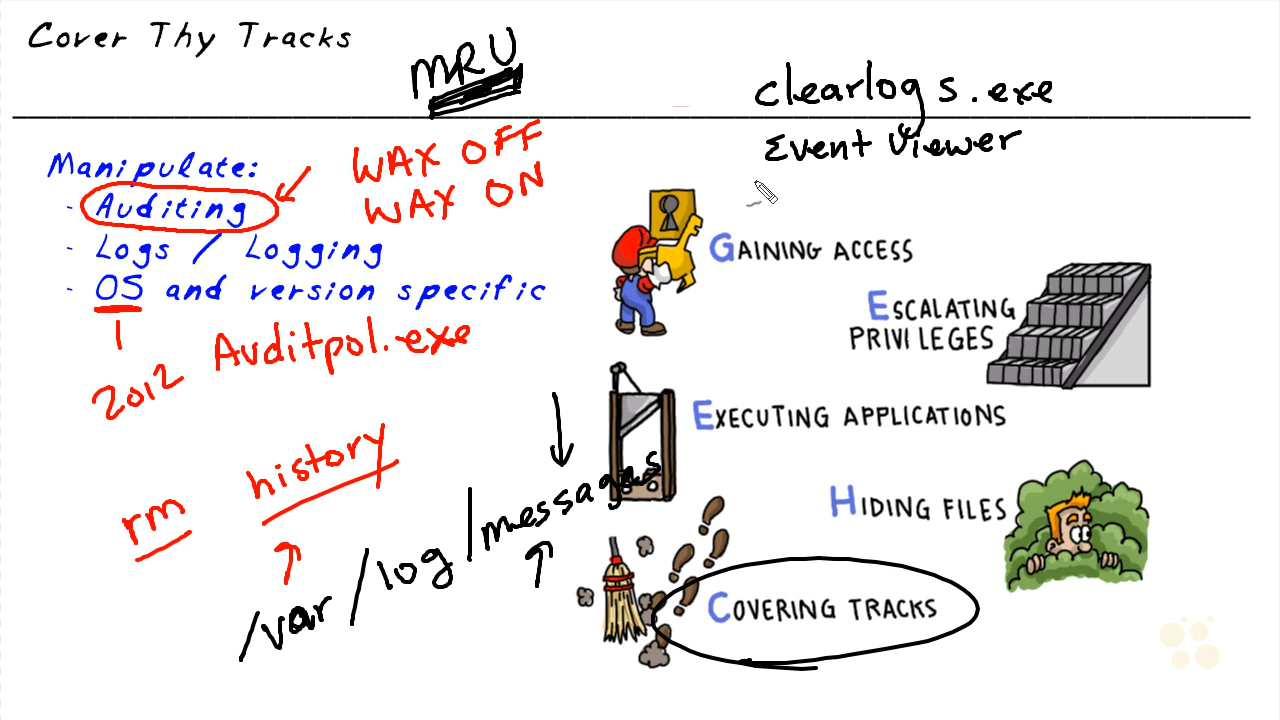 Cover Thy Tracks
MRU
clearlogs.exe
Event Viewer
Manipulate:
WAX OFF
WAX ON
- Auditing
- Logs / Logging
- OS and version specific
2012 Auditpol.exe
rm history
/var/log/messages
GAINING ACCESS
ESCALATING
PRIVILEGES
EXECUTING APPLICATIONS
HIDING FILES
COVERING TRACKS